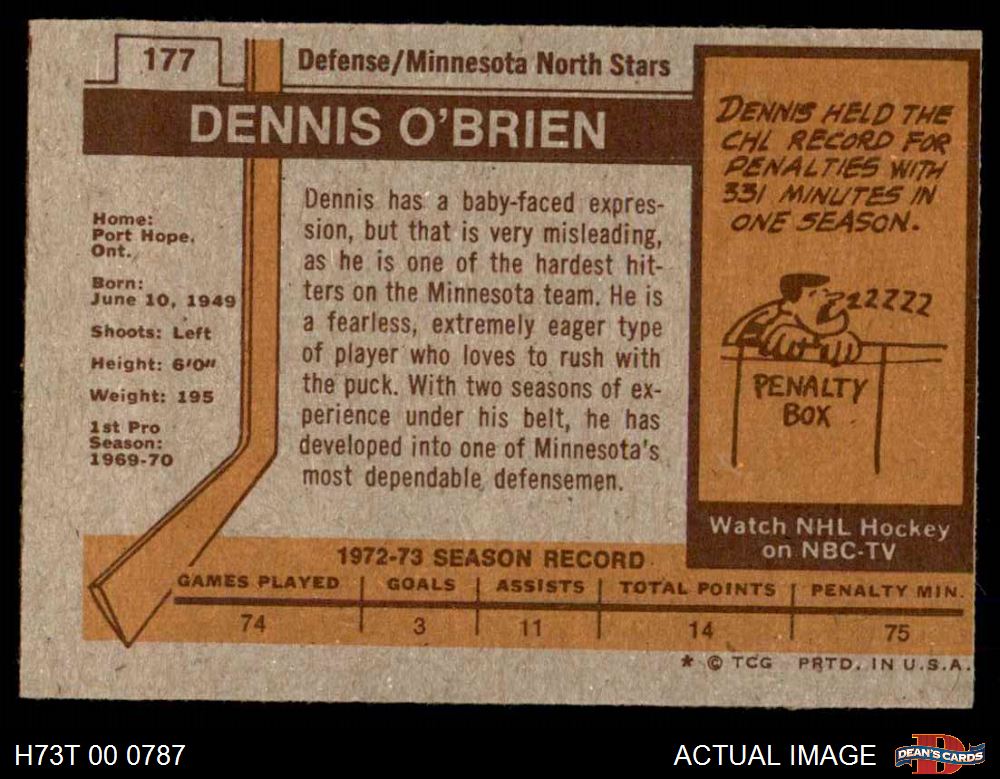 177
Defense/Minnesota North Stars
DENNIS O'BRIEN
Home:
Port Hope,
Ont.
Born:
June 10, 1949
Shoots: Left
Height: 6'0"
Weight: 195
1st Pro
Season:
1969-70
Dennis has a baby-faced expres-
sion, but that is very misleading,
as he is one of the hardest hit-
ters on the Minnesota team. He is
a fearless, extremely eager type
of player who loves to rush with
the puck. With two seasons of ex-
perience under his belt, he has
developed into one of Minnesota's
most dependable defensemen.
DENNIS HELD THE
CHL RECORD FOR
PENALTIES WITH
331 MINUTES IN
ONE SEASON.
ZZZZZZ
PENALTY
BOX
Watch NHL Hockey
on NBC-TV
1972-73 SEASON RECORD
GAMES PLAYED GOALS ASSISTS TOTAL POINTS PENALTY MIN.
74 3 11 14 75
* © TCG PRTD. IN U.S.A.
H73T 00 0787
ACTUAL IMAGE
DEAN'S CARDS